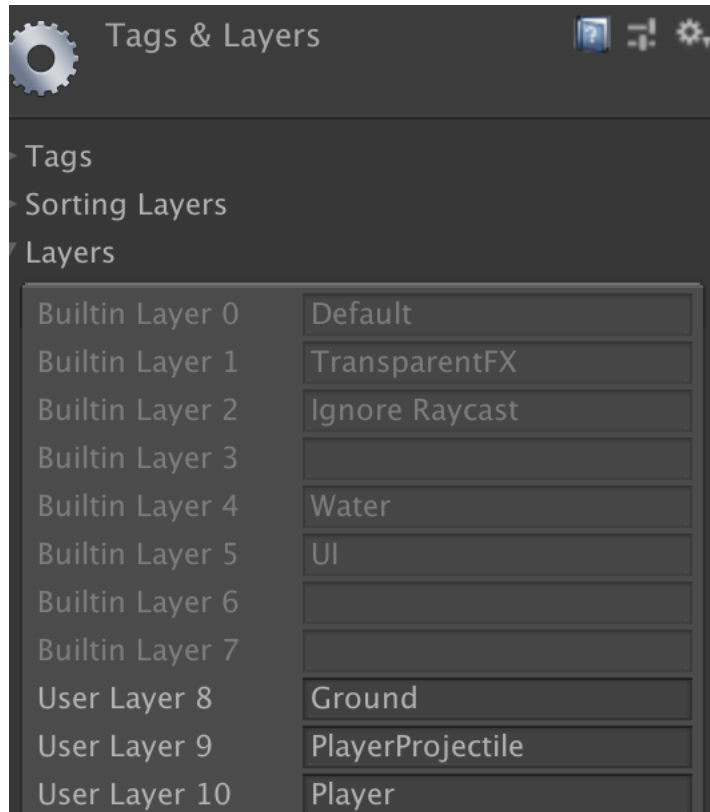 Tags & Layers
Tags
Sorting Layers
Layers
Builtin Layer 0 Default
Builtin Layer 1 TransparentFX
Builtin Layer 2 Ignore Raycast
Builtin Layer 3
Builtin Layer 4 Water
Builtin Layer 5 UI
Builtin Layer 6
Builtin Layer 7
User Layer 8 Ground
User Layer 9 PlayerProjectile
User Layer 10 Player